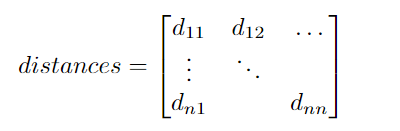 d₁₁ d₁₂ …
distances = ⋮ ⋱
dₙ₁ dₙₙ